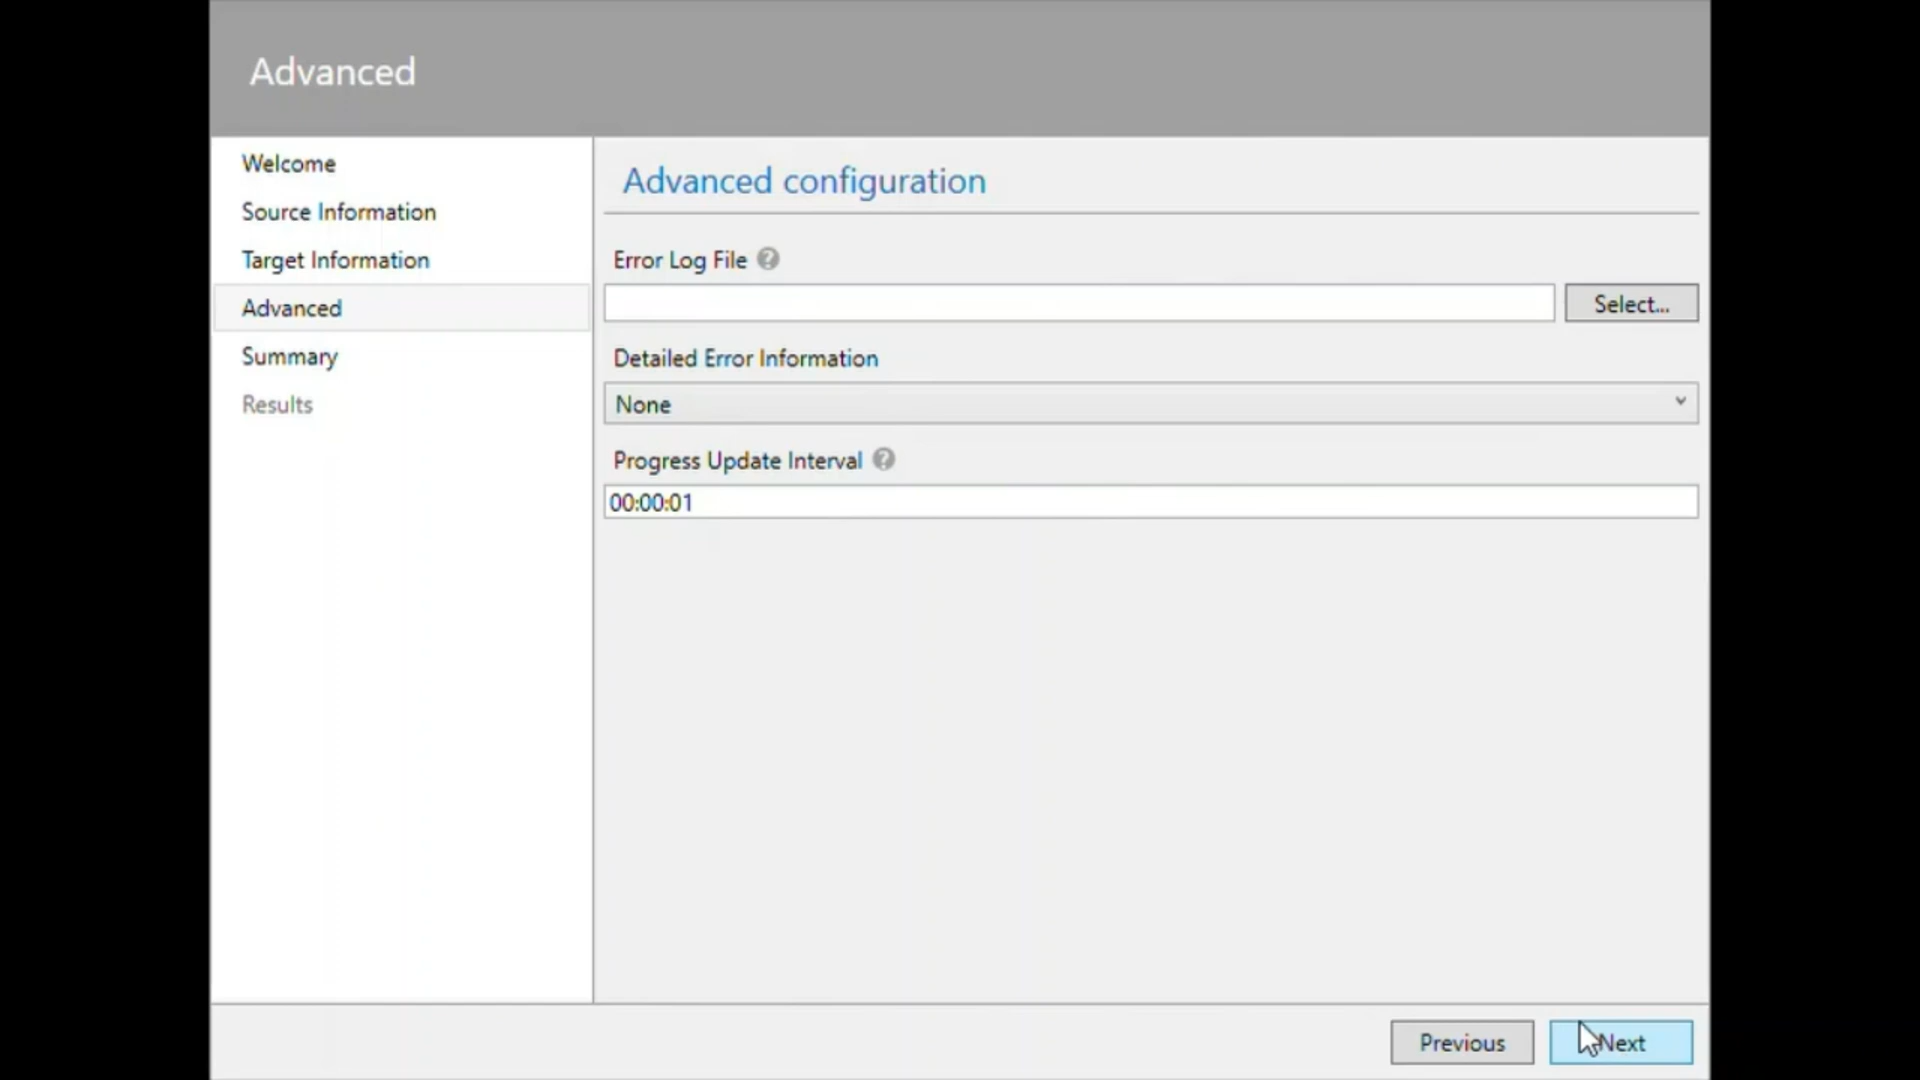 Advanced
Welcome
Source Information
Target Information
Advanced
Summary
Results
Advanced configuration
Error Log File ?
Select...
Detailed Error Information
None
Progress Update Interval ?
00:00:01
Previous
Next